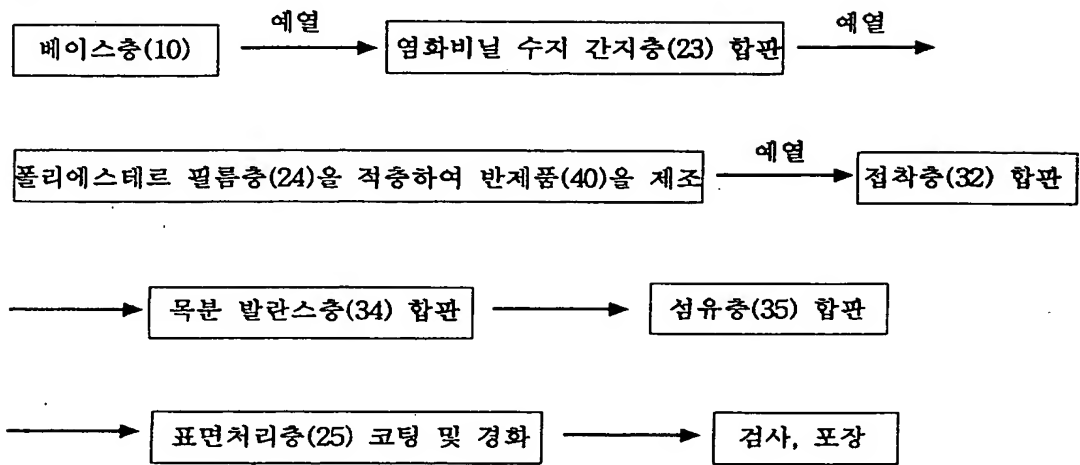 예열 예열
베이스층(10) 염화비닐 수지 간지층(23) 합판
예열
폴리에스테르 필름층(24)을 적층하여 반제품(40)을 제조 접착층(32) 합판
목분 발란스층(34) 합판 섬유층(35) 합판
표면처리층(25) 코팅 및 경화 검사, 포장